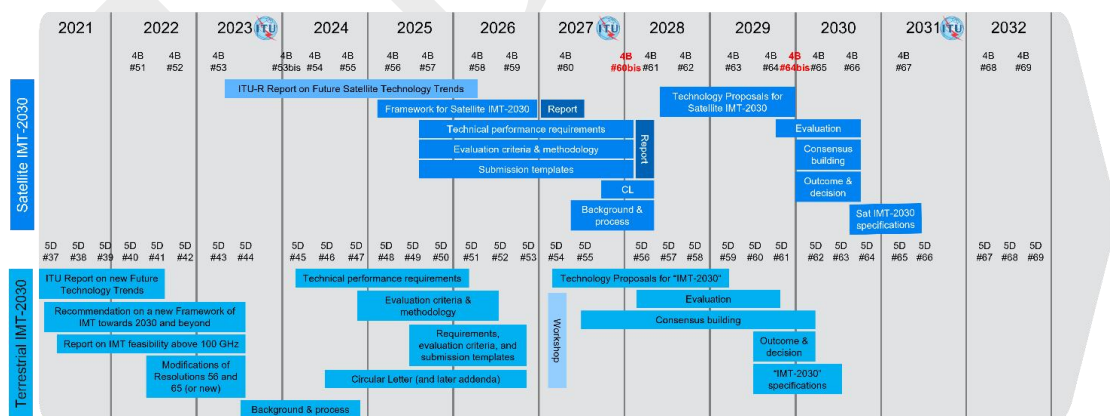 2021 2022 2023 ITU 2024 2025 2026 2027 ITU 2028 2029 2030 2031 ITU 2032
4B 4B 4B 4B 4B 4B 4B 4B 4B 4B 4B 4B 4B 4B 4B 4B 4B 4B 4B 4B 4B 4B
#51 #52 #53 #53bis #54 #55 #56 #57 #58 #59 #60 #60bis #61 #62 #63 #64 #64bis #65 #66 #67 #68 #69
Satellite IMT-2030
ITU-R Report on Future Satellite Technology Trends
Framework for Satellite IMT-2030
Report
Technical performance requirements
Evaluation criteria & methodology
Submission templates
Report
CL
Background &
process
Technology Proposals for
Satellite IMT-2030
Evaluation
Consensus
building
Outcome &
decision
Sat IMT-2030
specifications
5D 5D 5D 5D 5D 5D 5D 5D 5D 5D 5D 5D 5D 5D 5D 5D 5D 5D 5D 5D 5D 5D 5D 5D 5D 5D 5D 5D 5D 5D 5D 5D 5D
#37 #38 #39 #40 #41 #42 #43 #44 #45 #46 #47 #48 #49 #50 #51 #52 #53 #54 #55 #56 #57 #58 #59 #60 #61 #62 #63 #64 #65 #66 #67 #68 #69
Terrestrial IMT-2030
ITU Report on new Future
Technology Trends
Recommendation on a new Framework of
IMT towards 2030 and beyond
Report on IMT feasibility above 100 GHz
Modifications of
Resolutions 56 and
65 (or new)
Background & process
Technical performance requirements
Evaluation criteria &
methodology
Requirements,
evaluation criteria, and
submission templates
Circular Letter (and later addenda)
Workshop
Technology Proposals for "IMT-2030"
Evaluation
Consensus building
Outcome &
decision
"IMT-2030"
specifications